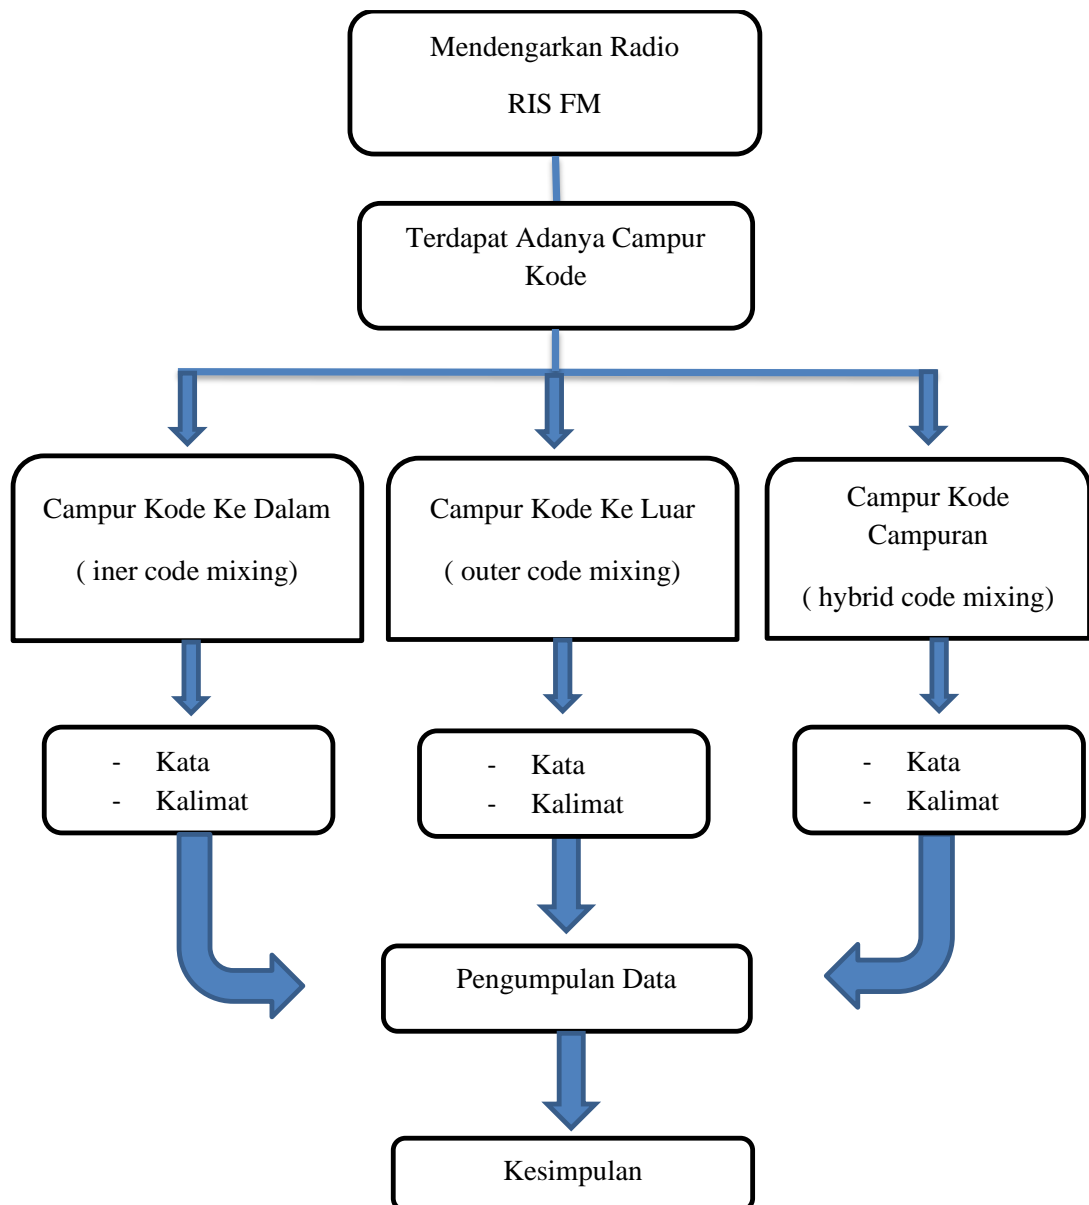 Mendengarkan Radio
RIS FM
Terdapat Adanya Campur
Kode
Campur Kode Ke Dalam
( iner code mixing)
Campur Kode Ke Luar
( outer code mixing)
Campur Kode
Campuran
( hybrid code mixing)
- Kata
- Kalimat
- Kata
- Kalimat
- Kata
- Kalimat
Pengumpulan Data
Kesimpulan